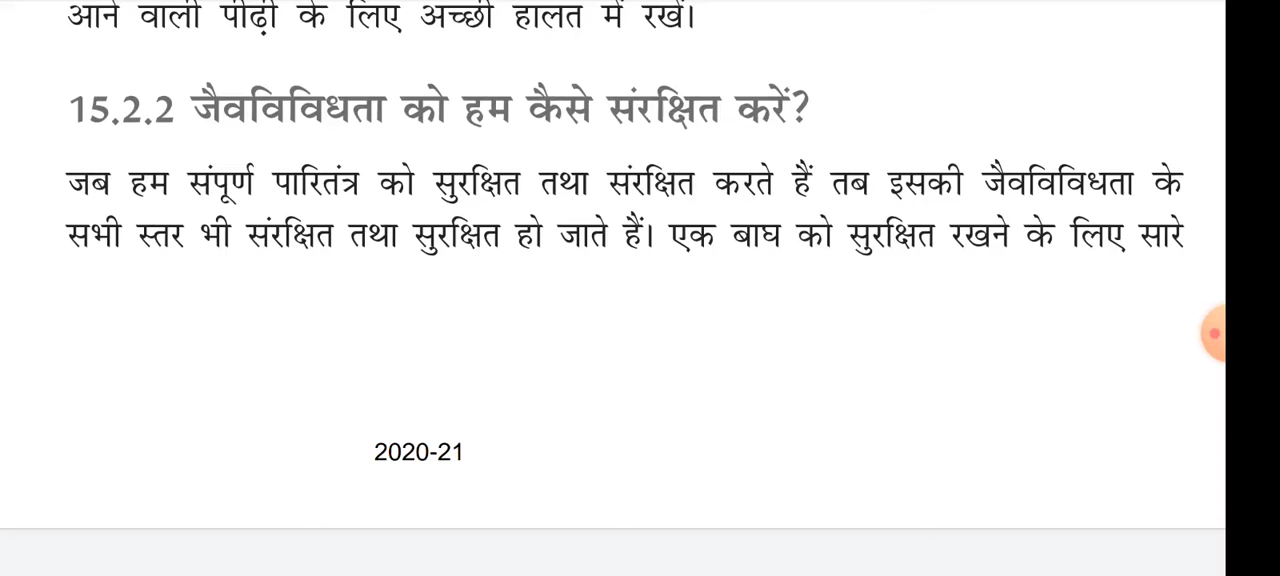 आने वाली पीढ़ी के लिए अच्छी हालत में रखें।
15.2.2 जैवविविधता को हम कैसे संरक्षित करें?
जब हम संपूर्ण पारितंत्र को सुरक्षित तथा संरक्षित करते हैं तब इसकी जैवविविधता के
सभी स्तर भी संरक्षित तथा सुरक्षित हो जाते हैं। एक बाघ को सुरक्षित रखने के लिए सारे
2020-21